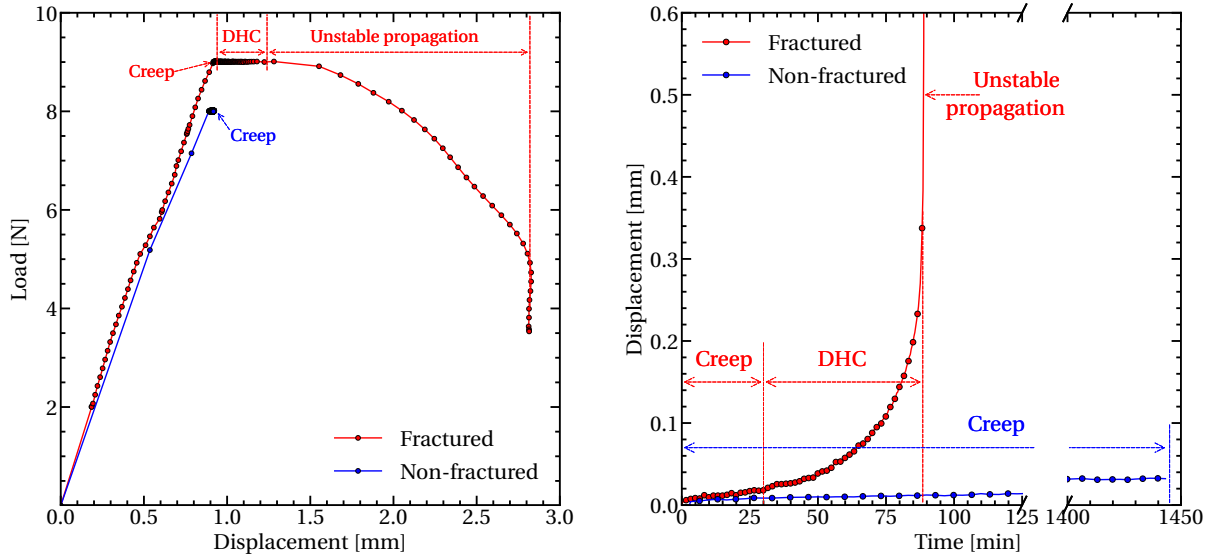 DHC
Unstable propagation
Creep
Creep
Fractured
Non-fractured
Load [N]
0
2
4
6
8
10
0.0
0.5
1.0
1.5
2.0
2.5
3.0
Displacement [mm]
Fractured
Non-fractured
Unstable
propagation
Creep
DHC
Creep
Displacement [mm]
0.0
0.1
0.2
0.3
0.4
0.5
0.6
0
25
50
75
100
125
1400
1450
Time [min]